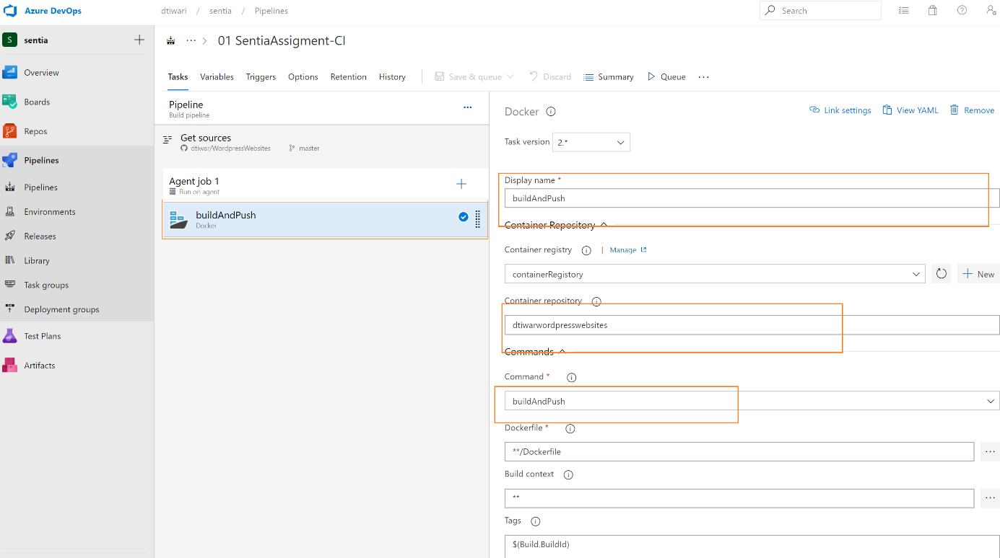 Azure DevOps
dtiwari / sentia / Pipelines
Search
S sentia
01 SentiaAssigment-CI
Overview
Boards
Repos
Pipelines
Pipelines
Environments
Releases
Library
Task groups
Deployment groups
Test Plans
Artifacts
Tasks Variables Triggers Options Retention History Save & queue Discard Summary Queue ...
Pipeline
Build pipeline
Get sources
dtiwar/WordpressWebsites master
Agent job 1
Run on agent
buildAndPush
Docker
Docker
Link settings View YAML Remove
Task version 2.*
Display name *
buildAndPush
Container Repository
Container registry | Manage
containerRegistory
New
Container repository
dtiwarwordpresswebsites
Commands
Command *
buildAndPush
Dockerfile *
**/Dockerfile
Build context
**
Tags
$(Build.BuildId)